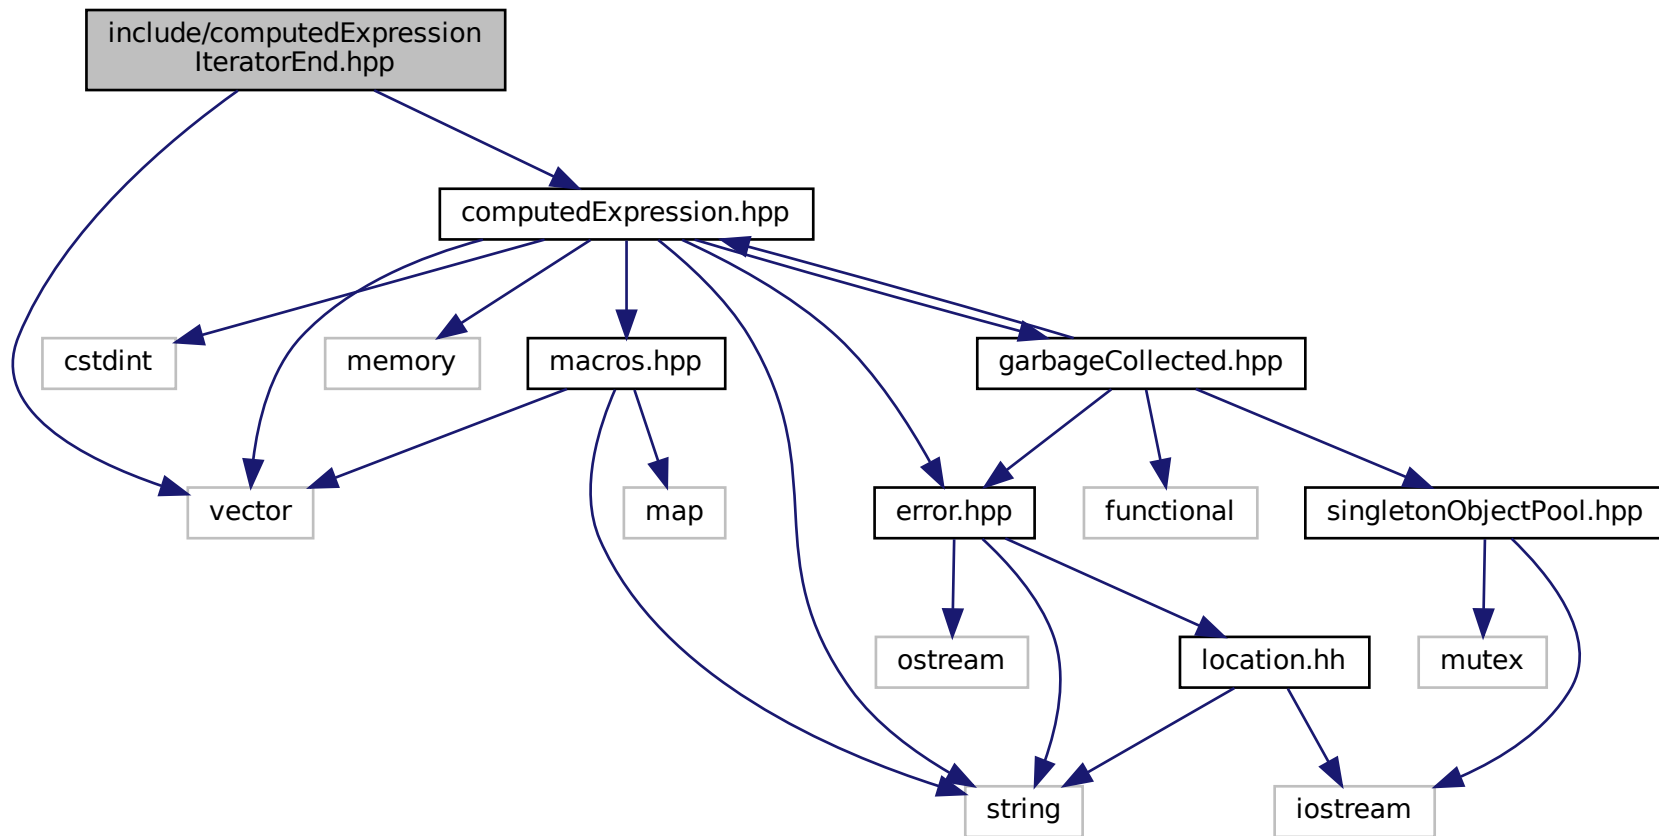 include/computedExpression
IteratorEnd.hpp
computedExpression.hpp
cstdint
memory
macros.hpp
garbageCollected.hpp
vector
map
error.hpp
functional
singletonObjectPool.hpp
ostream
location.hh
mutex
string
iostream